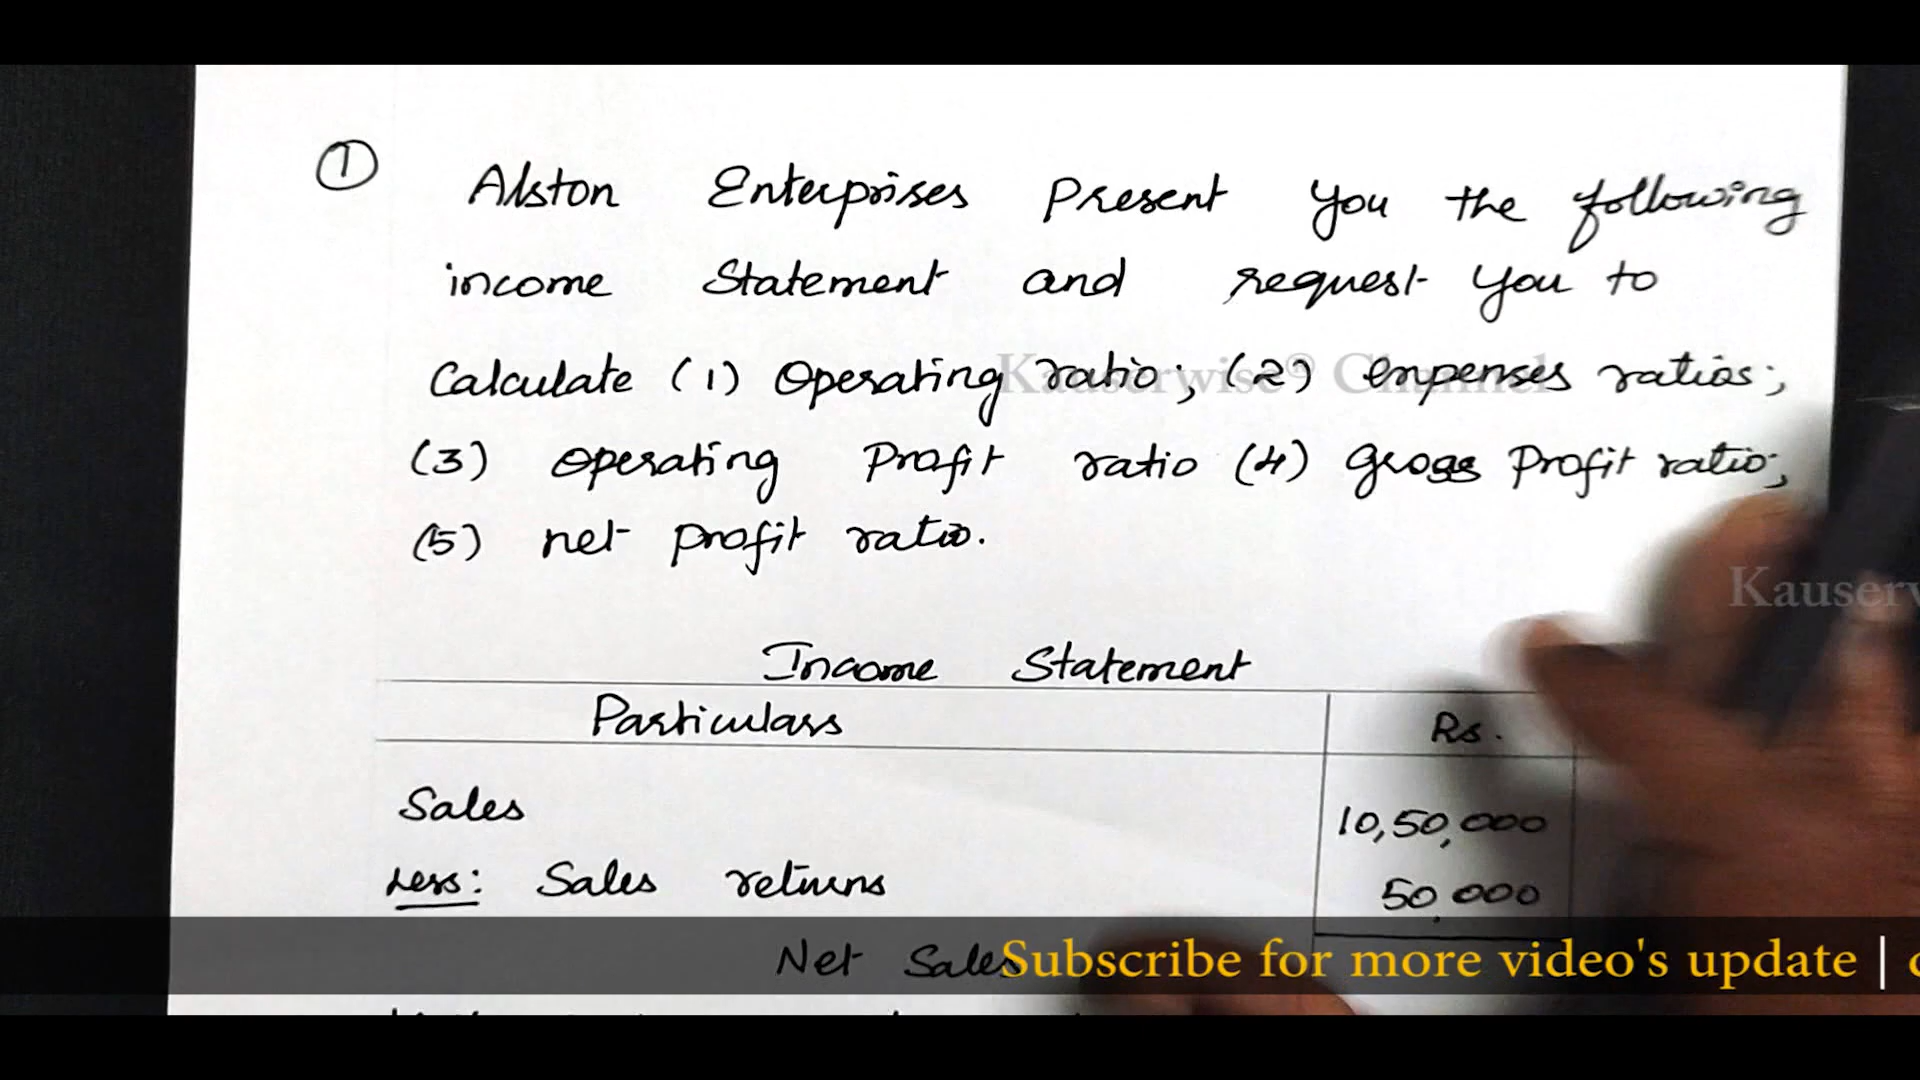 1
Alston Enterprises Present You the following
income Statement and request You to
Calculate (1) Operating ratio; (2) expenses ratios;
Kauserwise® Channel
(3) operating Profit ratio (4) gross Profit ratio;
(5) net profit ratio.
Kauserw
Income Statement
Particulars Rs.
Sales 10,50,000
Less: Sales returns 50,000
Net Sales
Subscribe for more video's update |